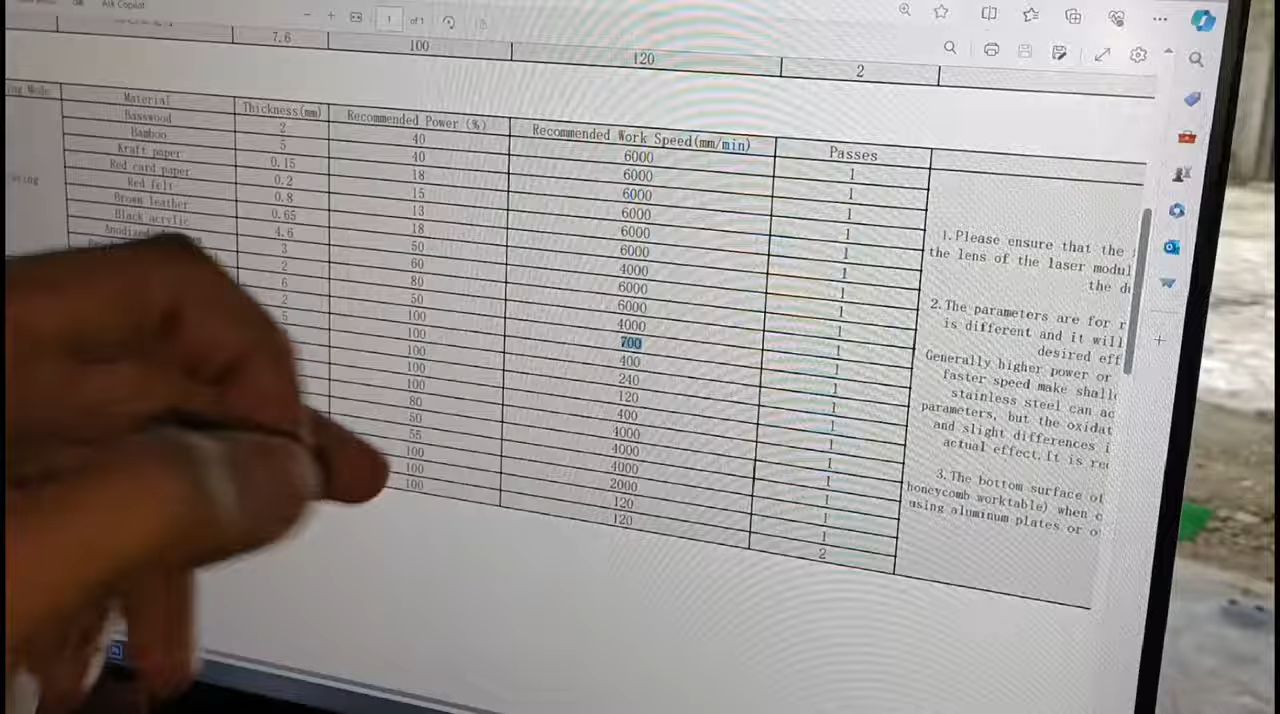 Ask Copilot
1 of 1
7.6 100 120 2
Material Thickness(mm) Recommended Power (%) Recommended Work Speed(mm/min) Passes
Basswood 2 40 6000 1
Bamboo 5 40 6000 1
Kraft paper 0.15 18 6000 1
Red card paper 0.2 15 6000 1
Red felt 0.8 13 6000 1
Brown leather 0.65 18 6000 1
Black acrylic 4.6 50 4000 1
3 60 6000 1
2 80 6000 1
6 50 4000 1
2 100 700 1
5 100 400 1
100 240 1
100 120 1
100 400 1
80 4000 1
50 4000 1
55 2000 1
100 120 1
100 120 2
100
1.Please ensure that the
the lens of the laser modul
the d
2.The parameters are for r
is different and it will
desired eff
Generally higher power or
faster speed make shall
stainless steel can ac
parameters, but the oxidat
and slight differences i
actual effect.It is re
3.The bottom surface of
honeycomb worktable) when c
using aluminum plates or o